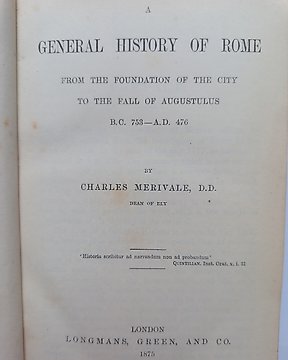 A
GENERAL HISTORY OF ROME
FROM THE FOUNDATION OF THE CITY
TO THE FALL OF AUGUSTULUS
B.C. 753—A.D. 476
BY
CHARLES MERIVALE, D.D.
DEAN OF ELY
'Historia scribitur ad narrandum non ad probandum'
QUINTILIAN, Inst. Orat. x. i. 31
LONDON
LONGMANS, GREEN, AND CO.
1875